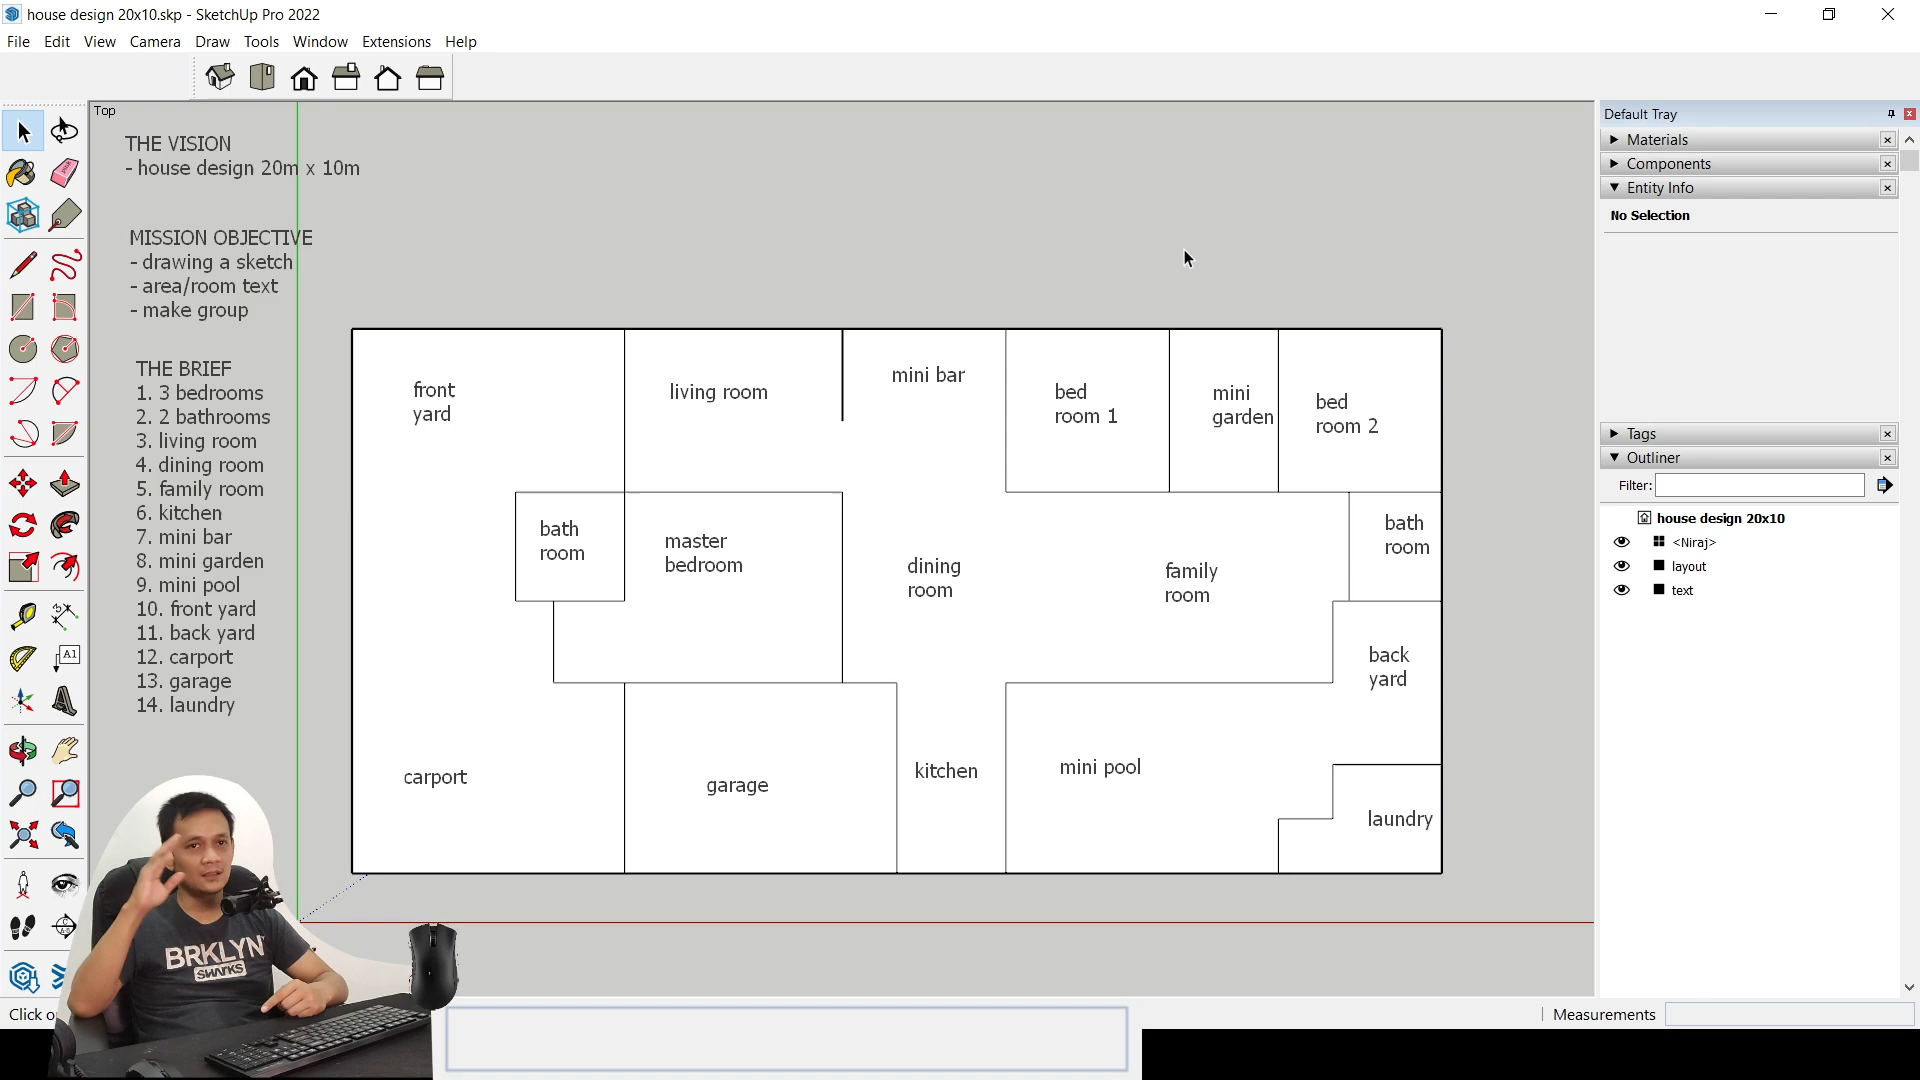 house design 20x10.skp - SketchUp Pro 2022
File Edit View Camera Draw Tools Window Extensions Help
Top
THE VISION
- house design 20m x 10m
MISSION OBJECTIVE
- drawing a sketch
- area/room text
- make group
THE BRIEF
1. 3 bedrooms
2. 2 bathrooms
3. living room
4. dining room
5. family room
6. kitchen
7. mini bar
8. mini garden
9. mini pool
10. front yard
11. back yard
12. carport
13. garage
14. laundry
front
yard
living room
mini bar
bed
room 1
mini
garden
bed
room 2
bath
room
master
bedroom
dining
room
family
room
bath
room
back
yard
carport
garage
kitchen
mini pool
laundry
Default Tray
Materials
Components
Entity Info
No Selection
Tags
Outliner
Filter:
house design 20x10
<Niraj>
layout
text
A1
BRKLYN
SHARKS
Click
Measurements